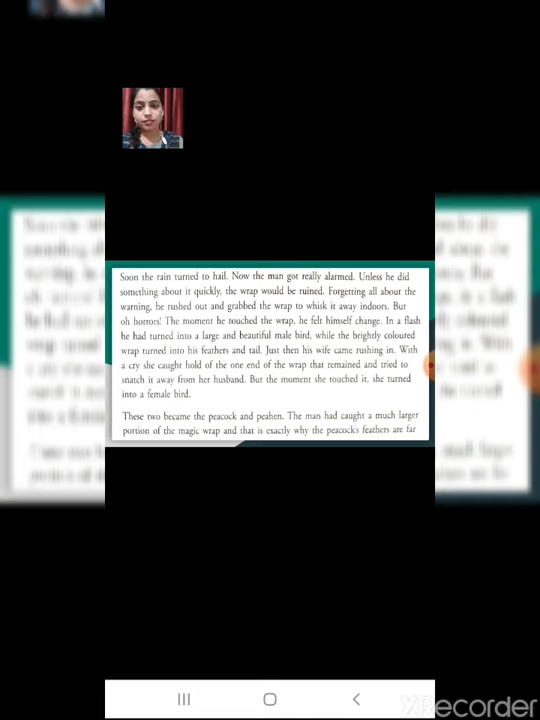 Soon the rain turned to hail. Now the man got really alarmed. Unless he did
something about it quickly, the wrap would be ruined. Forgetting all about the
warning, he rushed out and grabbed the wrap to whisk it away indoors. But
oh horrors! The moment he touched the wrap, he felt himself change. In a flash
he had turned into a large and beautiful male bird, while the brightly coloured
wrap turned into his feathers and tail. Just then his wife came rushing in. With
a cry she caught hold of the one end of the wrap that remained and tried to
snatch it away from her husband. But the moment she touched it, she turned
into a female bird.
These two became the peacock and peahen. The man had caught a much larger
portion of the magic wrap and that is exactly why the peacock's feathers are far
XRecorder